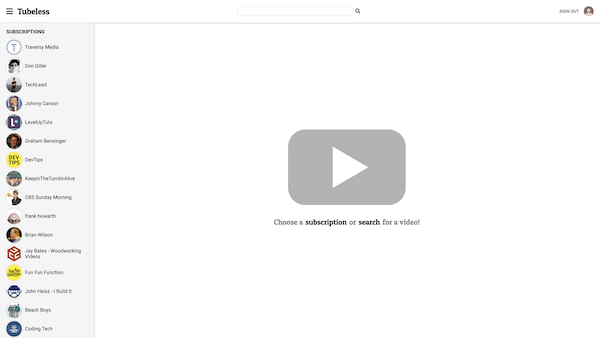 Tubeless
SIGN OUT
SUBSCRIPTIONS
T
Traversy Media
Don Giller
TechLead
Johnny Carson
L
LevelUpTuts
Graham Bensinger
DEV
TIPS
DevTips
KeepinTheTumblrAlive
CBS Sunday Morning
frank howarth
Brian Wilson
Jay Bates - Woodworking
Videos
Fun Fun Function
John Heisz - I Build It
Beach Boys
Coding Tech
Choose a subscription or search for a video!